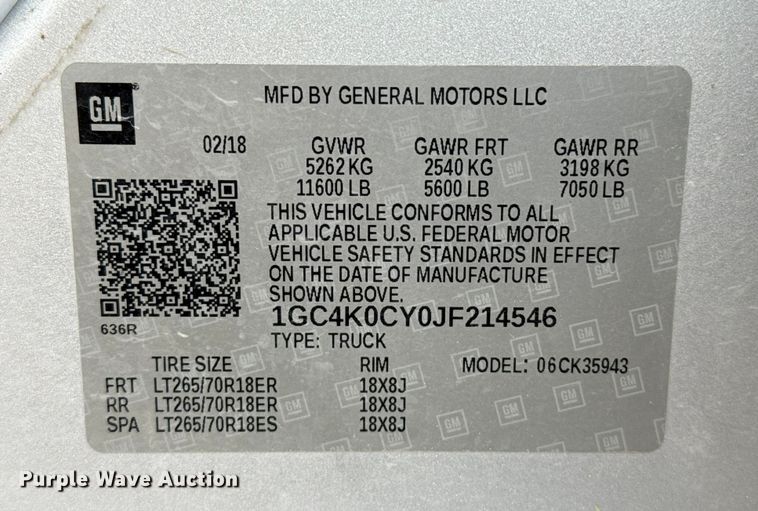 GM
MFD BY GENERAL MOTORS LLC
02/18 GVWR GAWR FRT GAWR RR
5262 KG 2540 KG 3198 KG
11600 LB 5600 LB 7050 LB
THIS VEHICLE CONFORMS TO ALL
APPLICABLE U.S. FEDERAL MOTOR
VEHICLE SAFETY STANDARDS IN EFFECT
ON THE DATE OF MANUFACTURE
SHOWN ABOVE.
636R
1GC4K0CY0JF214546
TYPE: TRUCK
TIRE SIZE RIM MODEL: 06CK35943
FRT LT265/70R18ER 18X8J
RR LT265/70R18ER 18X8J
SPA LT265/70R18ES 18X8J
Purple Wave Auction